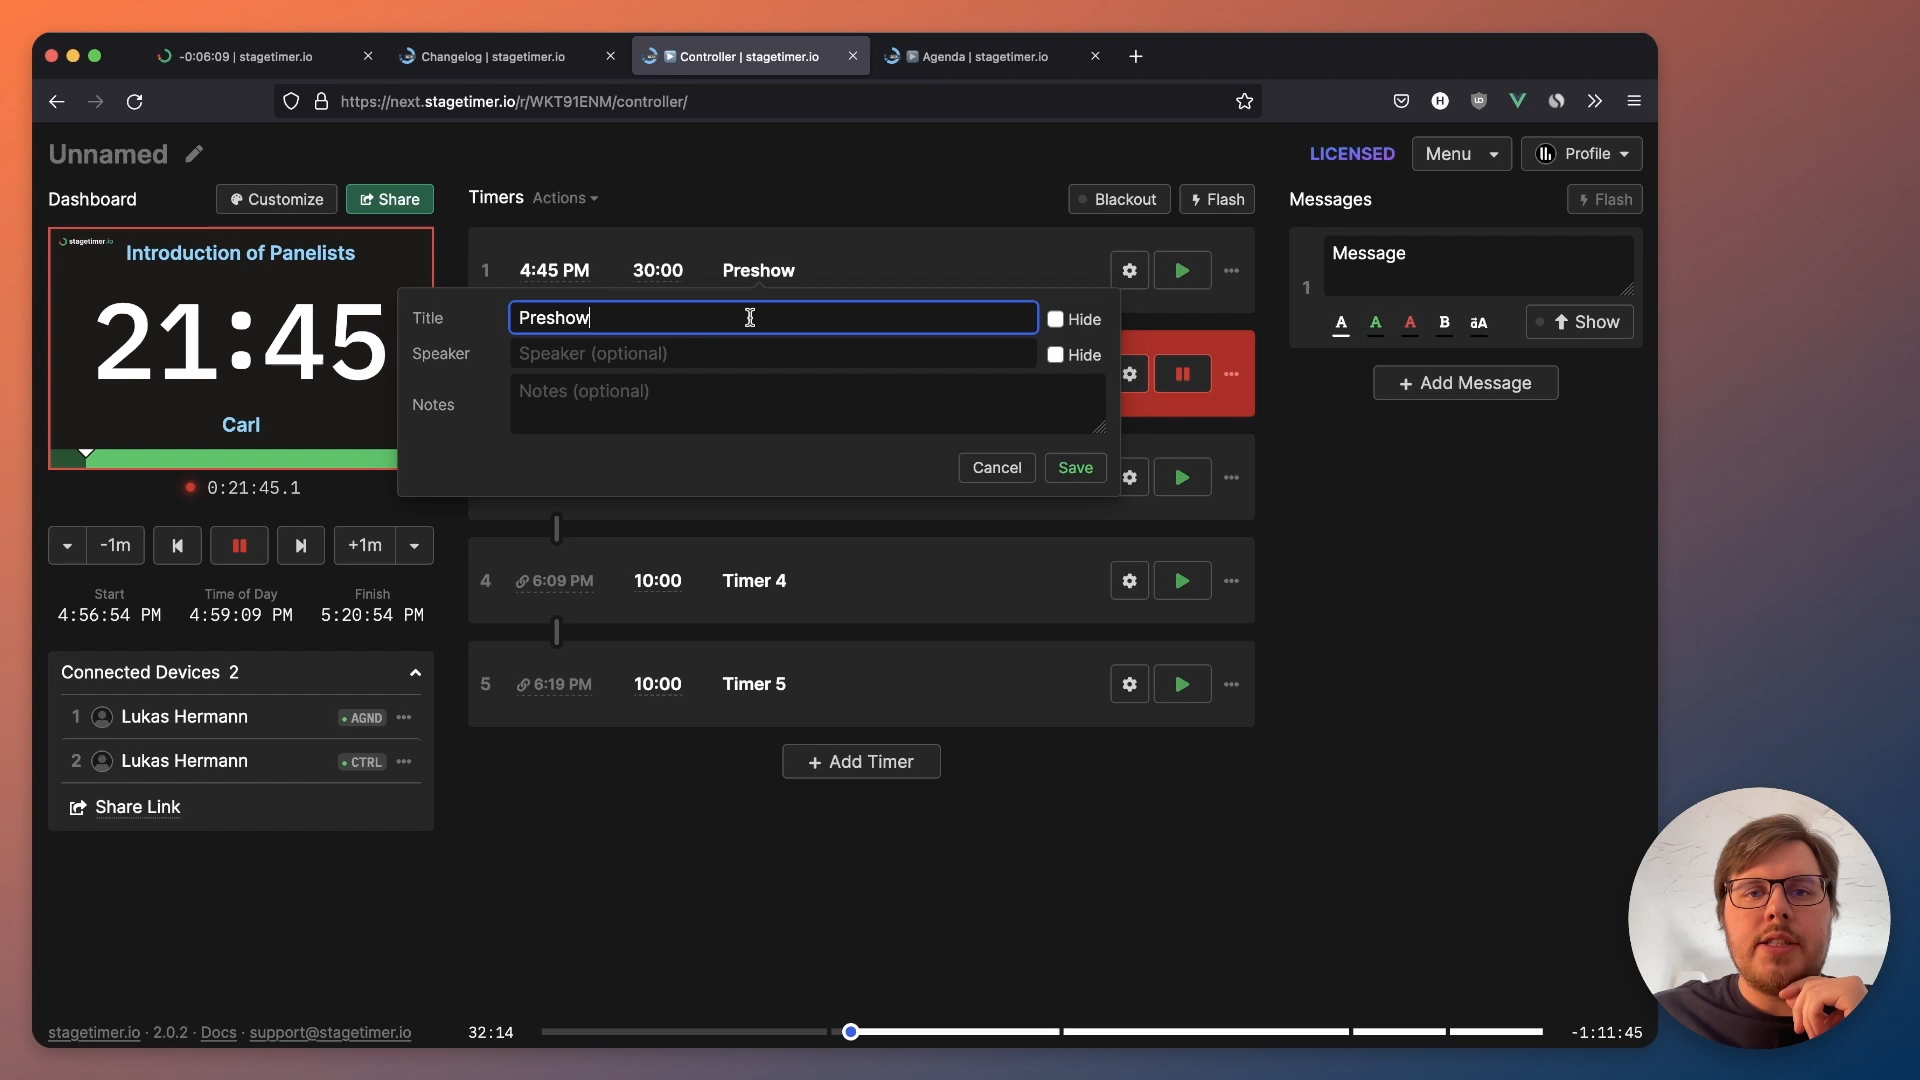 -0:06:09 | stagetimer.io
Changelog | stagetimer.io
Controller | stagetimer.io
Agenda | stagetimer.io
https://next.stagetimer.io/r/WKT91ENM/controller/
Unnamed
LICENSED
Menu
Profile
Dashboard
Customize
Share
Timers
Actions
Blackout
Flash
Messages
Flash
stagetimer.io
Introduction of Panelists
21:45
Carl
0:21:45.1
1 4:45 PM 30:00 Preshow
Title
Preshow
Hide
Speaker
Speaker (optional)
Hide
Notes
Notes (optional)
Cancel
Save
1
Message
A A A B aA
Show
+ Add Message
-1m
+1m
Start
Time of Day
Finish
4:56:54 PM
4:59:09 PM
5:20:54 PM
4 6:09 PM 10:00 Timer 4
5 6:19 PM 10:00 Timer 5
+ Add Timer
Connected Devices 2
1 Lukas Hermann AGND
2 Lukas Hermann CTRL
Share Link
stagetimer.io · 2.0.2 · Docs · support@stagetimer.io
32:14
-1:11:45